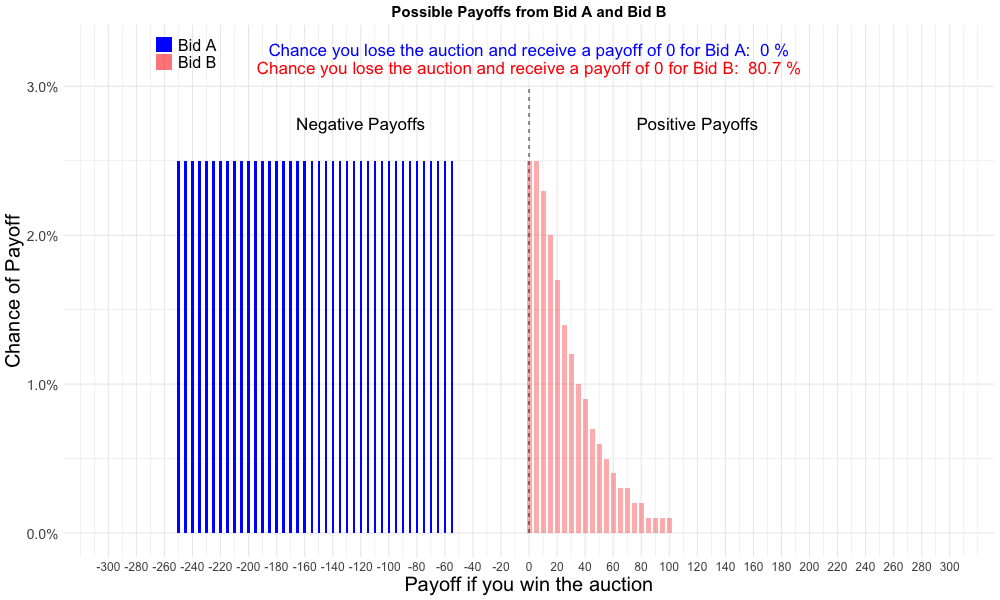 Possible Payoffs from Bid A and Bid B
Bid A
Bid B
Chance you lose the auction and receive a payoff of 0 for Bid A:  0 %
Chance you lose the auction and receive a payoff of 0 for Bid B:  80.7 %
Negative Payoffs
Positive Payoffs
Chance of Payoff
3.0%
2.0%
1.0%
0.0%
-300 -280 -260 -240 -220 -200 -180 -160 -140 -120 -100 -80 -60 -40 -20 0 20 40 60 80 100 120 140 160 180 200 220 240 260 280 300
Payoff if you win the auction